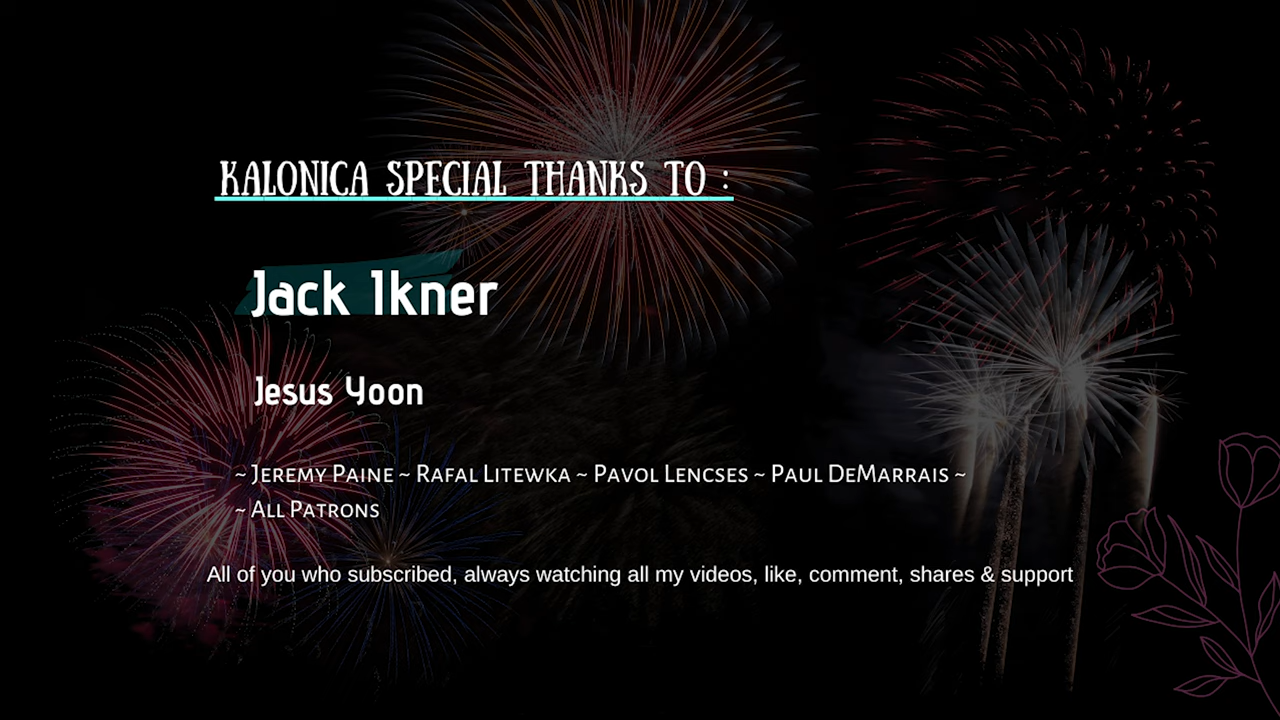 KALONICA SPECIAL THANKS TO :
Jack Ikner
Jesus Yoon
~ Jeremy Paine ~ Rafal Litewka ~ Pavol Lencses ~ Paul DeMarrais ~
~ All Patrons
All of you who subscribed, always watching all my videos, like, comment, shares & support